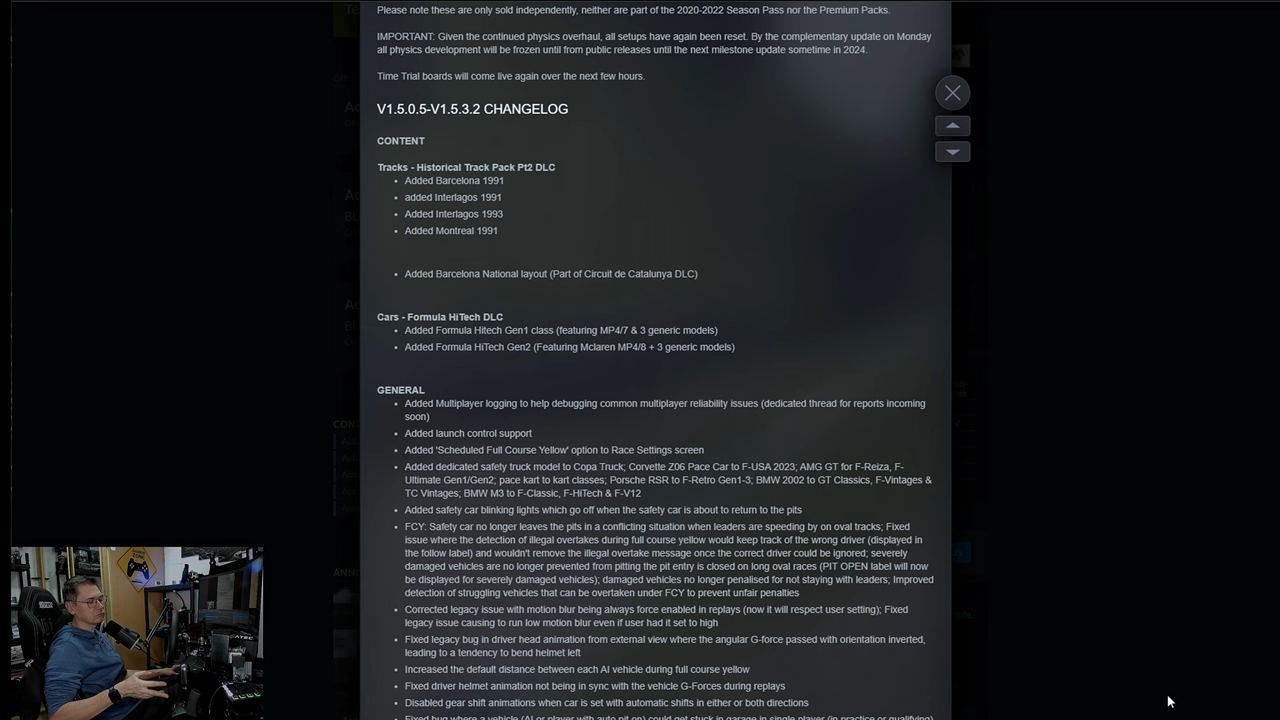 Please note these are only sold independently, neither are part of the 2020-2022 Season Pass nor the Premium Packs.
IMPORTANT: Given the continued physics overhaul, all setups have again been reset. By the complementary update on Monday
all physics development will be frozen until from public releases until the next milestone update sometime in 2024.
Time Trial boards will come live again over the next few hours.
V1.5.0.5-V1.5.3.2 CHANGELOG
CONTENT
Tracks - Historical Track Pack Pt2 DLC
• Added Barcelona 1991
• added Interlagos 1991
• Added Interlagos 1993
• Added Montreal 1991
• Added Barcelona National layout (Part of Circuit de Catalunya DLC)
Cars - Formula HiTech DLC
• Added Formula Hitech Gen1 class (featuring MP4/7 & 3 generic models)
• Added Formula HiTech Gen2 (Featuring Mclaren MP4/8 + 3 generic models)
GENERAL
• Added Multiplayer logging to help debugging common multiplayer reliability issues (dedicated thread for reports incoming
soon)
• Added launch control support
• Added 'Scheduled Full Course Yellow' option to Race Settings screen
• Added dedicated safety truck model to Copa Truck; Corvette Z06 Pace Car to F-USA 2023; AMG GT for F-Reiza, F-
Ultimate Gen1/Gen2; pace kart to kart classes; Porsche RSR to F-Retro Gen1-3; BMW 2002 to GT Classics, F-Vintages &
TC Vintages; BMW M3 to F-Classic, F-HiTech & F-V12
• Added safety car blinking lights which go off when the safety car is about to return to the pits
• FCY: Safety car no longer leaves the pits in a conflicting situation when leaders are speeding by on oval tracks; Fixed
issue where the detection of illegal overtakes during full course yellow would keep track of the wrong driver (displayed in
the follow label) and wouldn't remove the illegal overtake message once the correct driver could be ignored; severely
damaged vehicles are no longer prevented from pitting the pit entry is closed on long oval races (PIT OPEN label will now
be displayed for severely damaged vehicles); damaged vehicles no longer penalised for not staying with leaders; Improved
detection of struggling vehicles that can be overtaken under FCY to prevent unfair penalties
• Corrected legacy issue with motion blur being always force enabled in replays (now it will respect user setting); Fixed
legacy issue causing to run low motion blur even if user had it set to high
• Fixed legacy bug in driver head animation from external view where the angular G-force passed with orientation inverted,
leading to a tendency to bend helmet left
• Increased the default distance between each AI vehicle during full course yellow
• Fixed driver helmet animation not being in sync with the vehicle G-Forces during replays
• Disabled gear shift animations when car is set with automatic shifts in either or both directions
• Fixed bug where a vehicle (AI or player with auto pit on) could get stuck in garage in single player (in practice or qualifying)